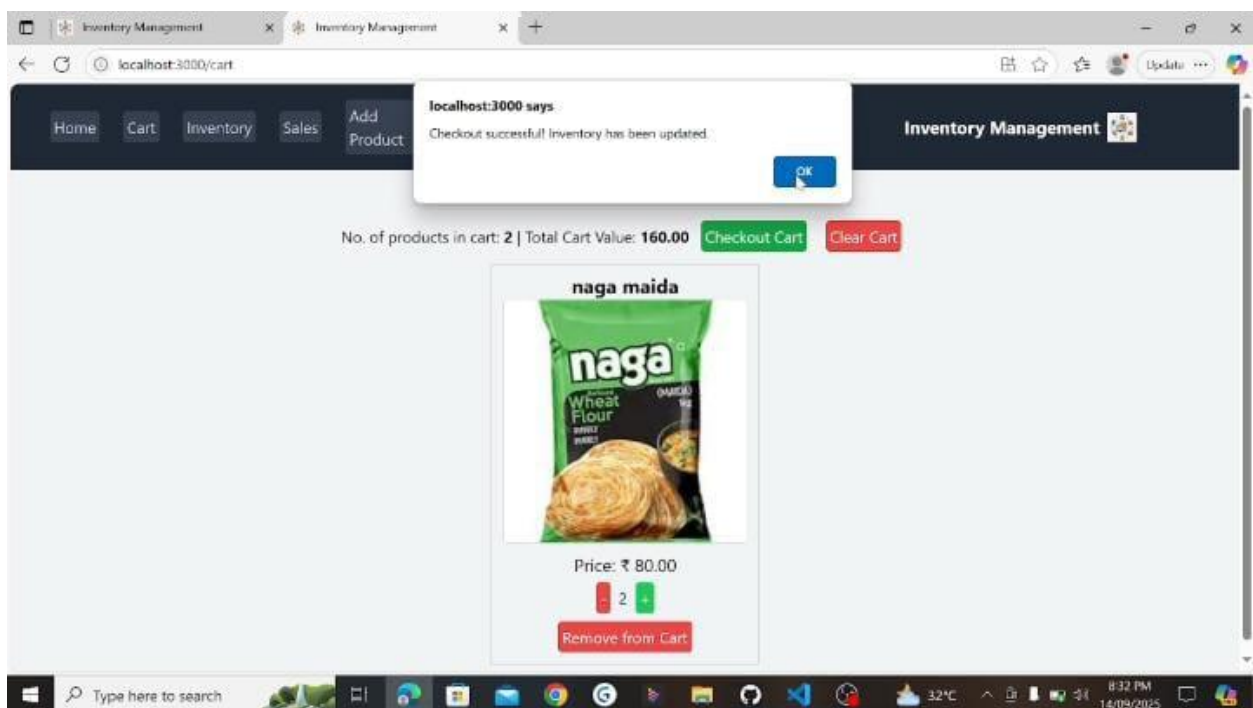 Inventory Management
Inventory Management
localhost:3000/cart
Update
Home
Cart
Inventory
Sales
Add
Product
localhost:3000 says
Checkout successful! Inventory has been updated.
OK
Inventory Management
No. of products in cart: 2 | Total Cart Value: 160.00
Checkout Cart
Clear Cart
naga maida
naga
Wheat
Flour
(MAIDA)
1kg
Price: ₹ 80.00
- 2 +
Remove from Cart
Type here to search
32°C
8:32 PM
14/09/2025